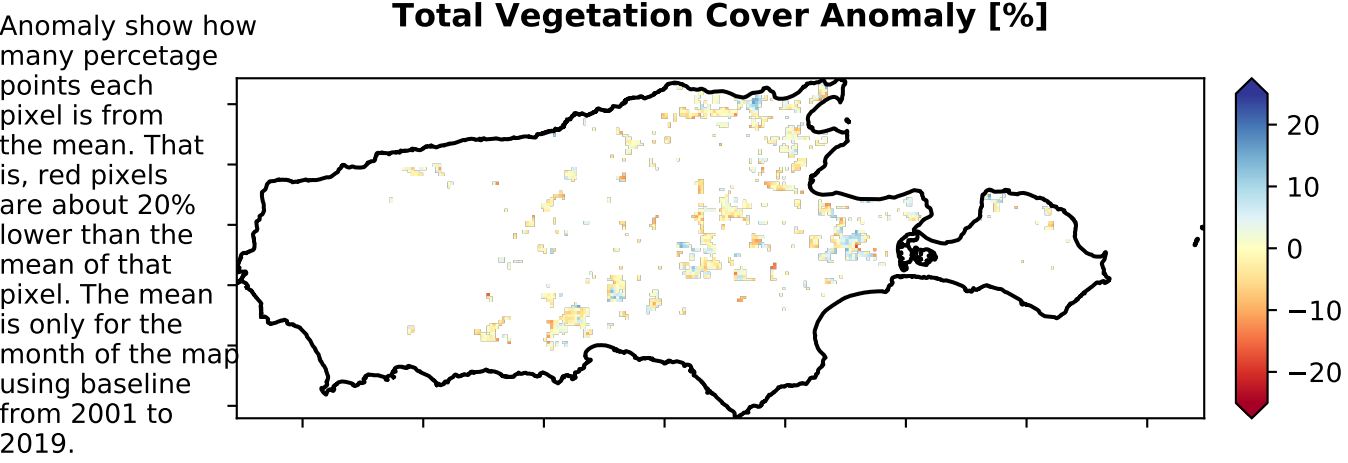 Total Vegetation Cover Anomaly [%]
Anomaly show how
many percetage
points each
pixel is from
the mean. That
is, red pixels
are about 20%
lower than the
mean of that
pixel. The mean
is only for the
month of the map
using baseline
from 2001 to
2019.
20
10
0
−10
−20